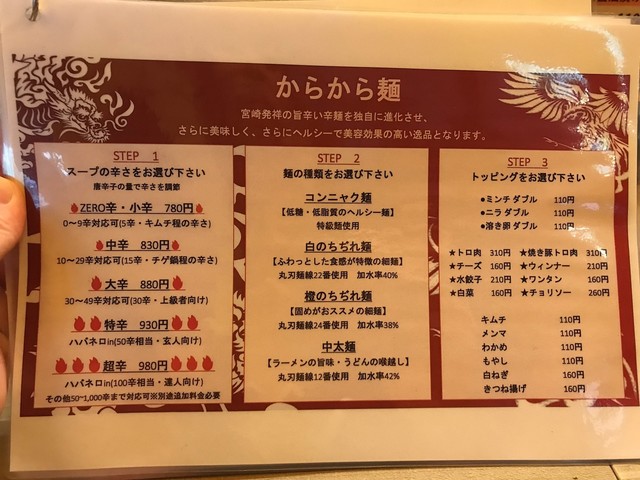 からから麺
宮崎発祥の旨辛い辛麺を独自に進化させ、
さらに美味しく、さらにヘルシーで美容効果の高い逸品となります。
STEP 1
スープの辛さをお選び下さい
唐辛子の量で辛さを調節
ZERO辛・小辛 780円
0~9辛対応可(5辛・キムチ程の辛さ)
中辛 830円
10~29辛対応可(15辛・チゲ鍋程の辛さ)
大辛 880円
30~49辛対応可(30辛・上級者向け)
特辛 930円
ハバネロin(50辛相当・玄人向け)
超辛 980円
ハバネロin(100辛相当・達人向け)
その他50~1,000辛まで対応可※別途追加料金必要
STEP 2
麺の種類をお選び下さい
コンニャク麺
【低糖・低脂質のヘルシー麺】
特級麺使用
白のちぢれ麺
【ふわっとした食感が特徴の細麺】
丸刃麺線22番使用 加水率40%
橙のちぢれ麺
【固めがおススメの細麺】
丸刃麺線24番使用 加水率38%
中太麺
【ラーメンの旨味・うどんの喉越し】
丸刃麺線12番使用 加水率42%
STEP 3
トッピングをお選び下さい
●ミンチダブル 110円
●ニラダブル 110円
●溶き卵ダブル 110円
★トロ肉 310円 ★焼き豚トロ肉 310円
★チーズ 160円 ★ウィンナー 210円
★水餃子 210円 ★ワンタン 160円
★白菜 160円 ★チョリソー 260円
キムチ 110円
メンマ 110円
わかめ 110円
もやし 110円
白ねぎ 160円
きつね揚げ 160円